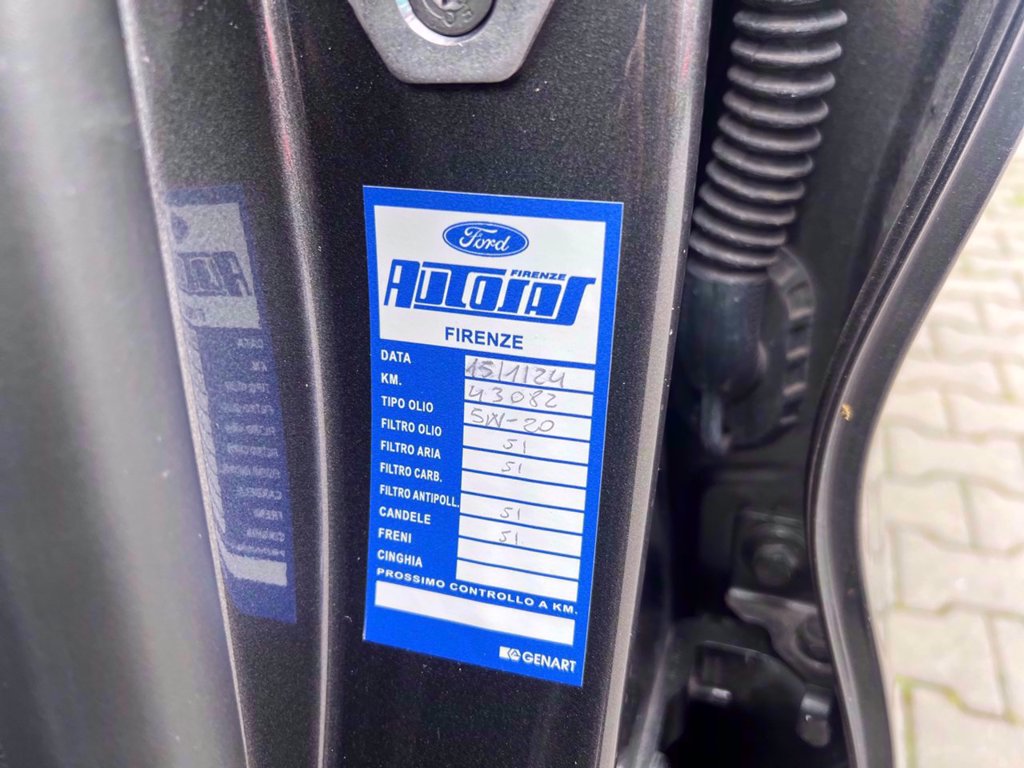 Ford
FIRENZE
AUTOSAS
FIRENZE
DATA 15/1/24
KM. 43082
TIPO OLIO 5W-20
FILTRO OLIO SI
FILTRO ARIA SI
FILTRO CARB.
FILTRO ANTIPOLL. SI
CANDELE SI
FRENI
CINGHIA
PROSSIMO CONTROLLO A KM.
GENART